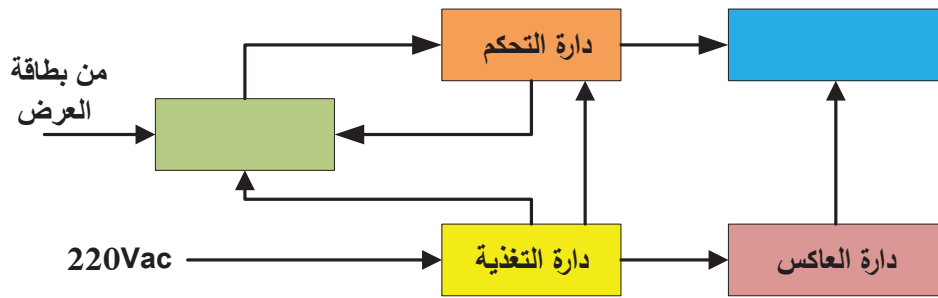 دارة التحكم
من بطاقة
العرض
220Vac
دارة التغذية
دارة العاكس